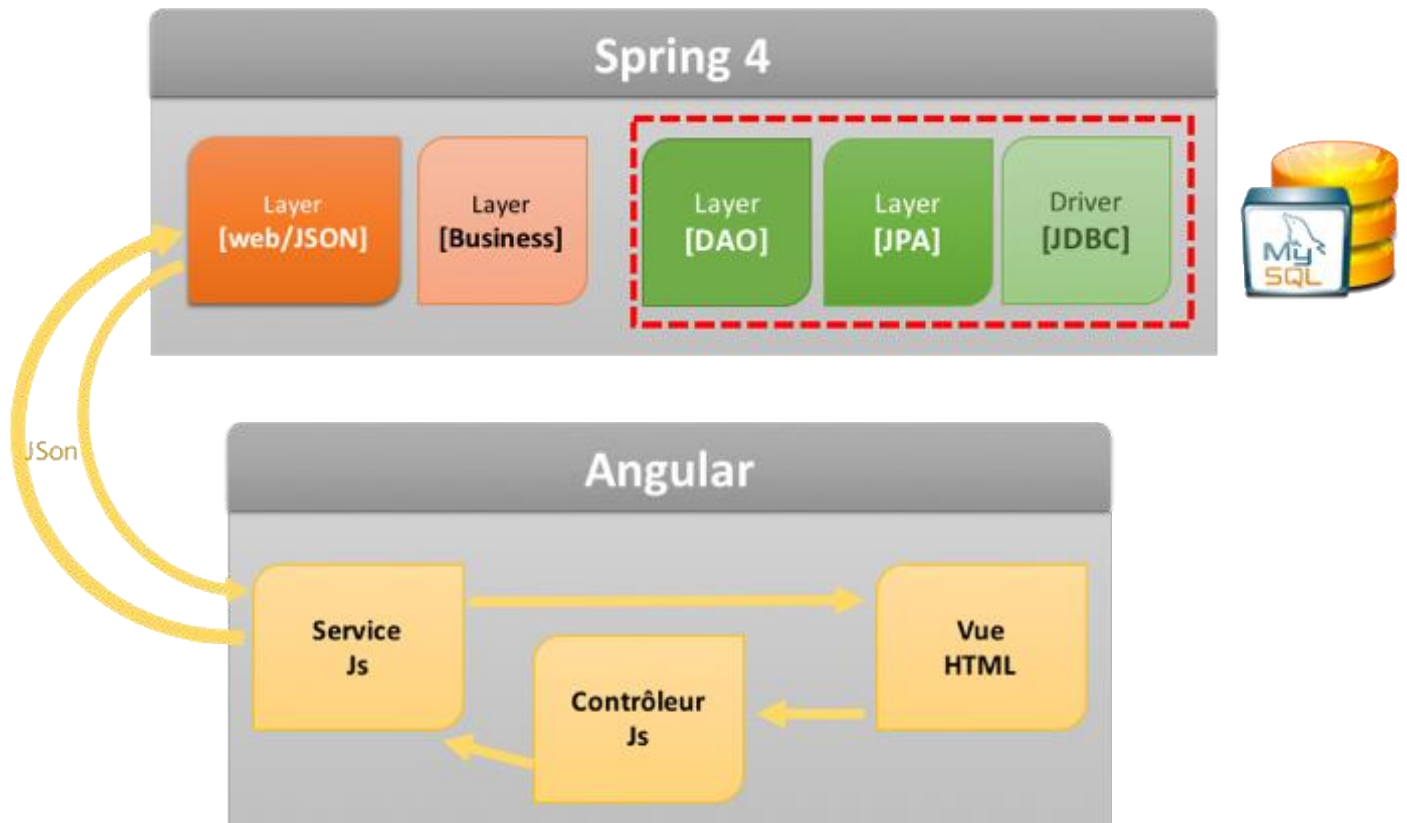 Spring 4
Layer
[web/JSON]
Layer
[Business]
Layer
[DAO]
Layer
[JPA]
Driver
[JDBC]
My
SQL
JSon
Angular
Service
Js
Contrôleur
Js
Vue
HTML